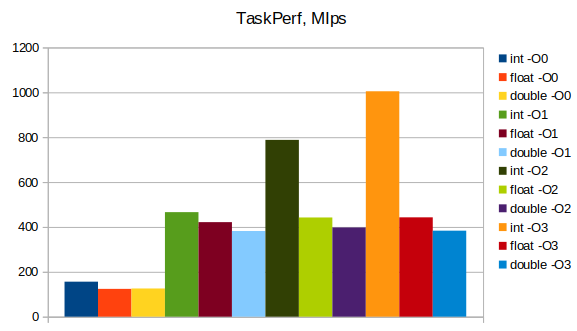 TaskPerf, MIps
1200
1000
800
600
400
200
0
int -O0
float -O0
double -O0
int -O1
float -O1
double -O1
int -O2
float -O2
double -O2
int -O3
float -O3
double -O3